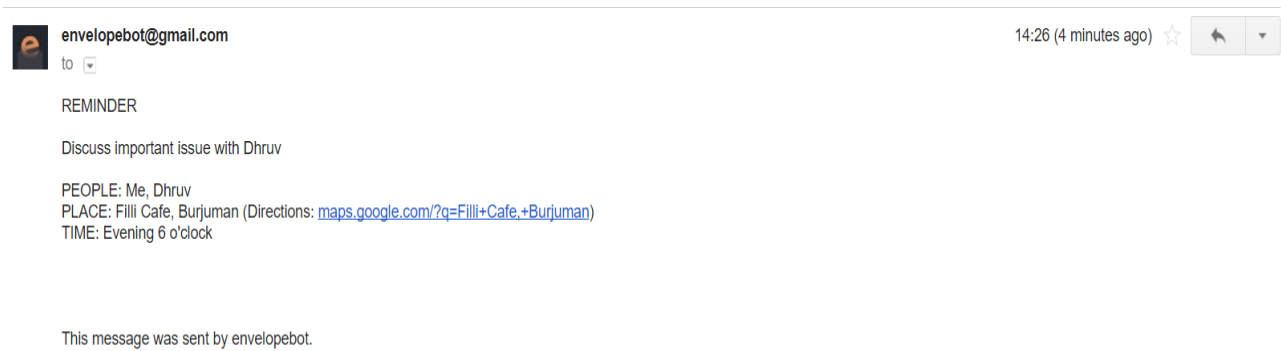 envelopebot@gmail.com 14:26 (4 minutes ago)
to
REMINDER
Discuss important issue with Dhruv
PEOPLE: Me, Dhruv
PLACE: Filli Cafe, Burjuman (Directions: maps.google.com/?q=Filli+Cafe,+Burjuman)
TIME: Evening 6 o'clock
This message was sent by envelopebot.